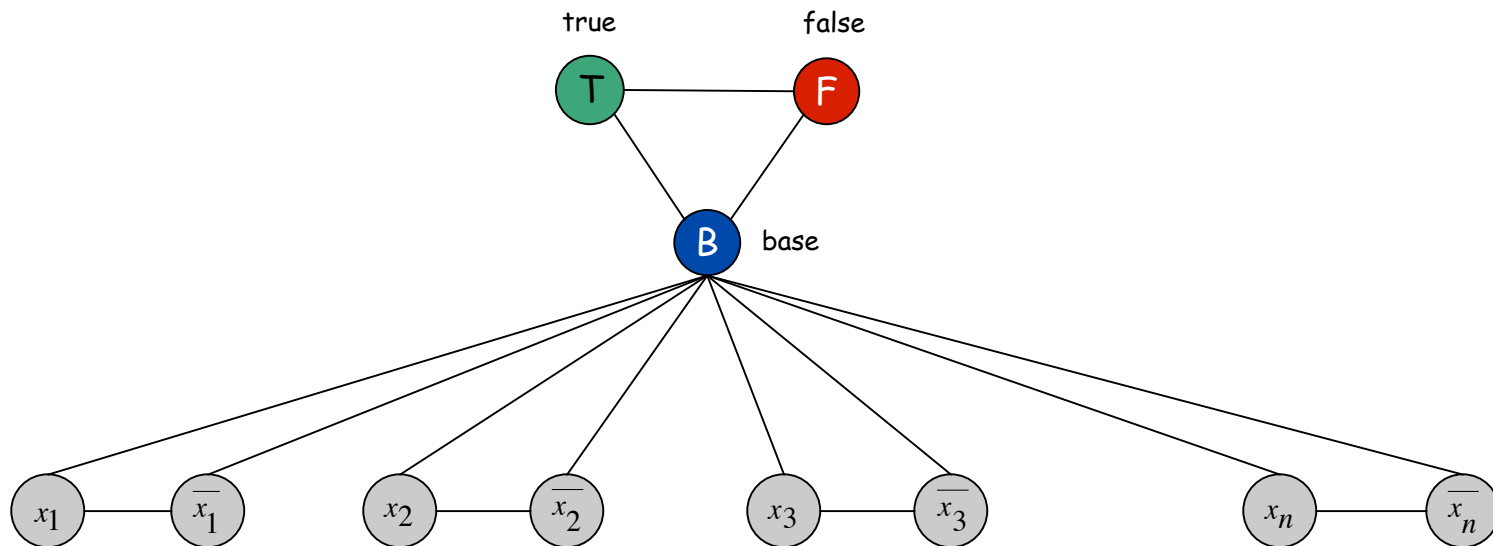 true false
T F
B base
x₁ x̅₁ x₂ x̅₂ x₃ x̅₃ xₙ x̅ₙ